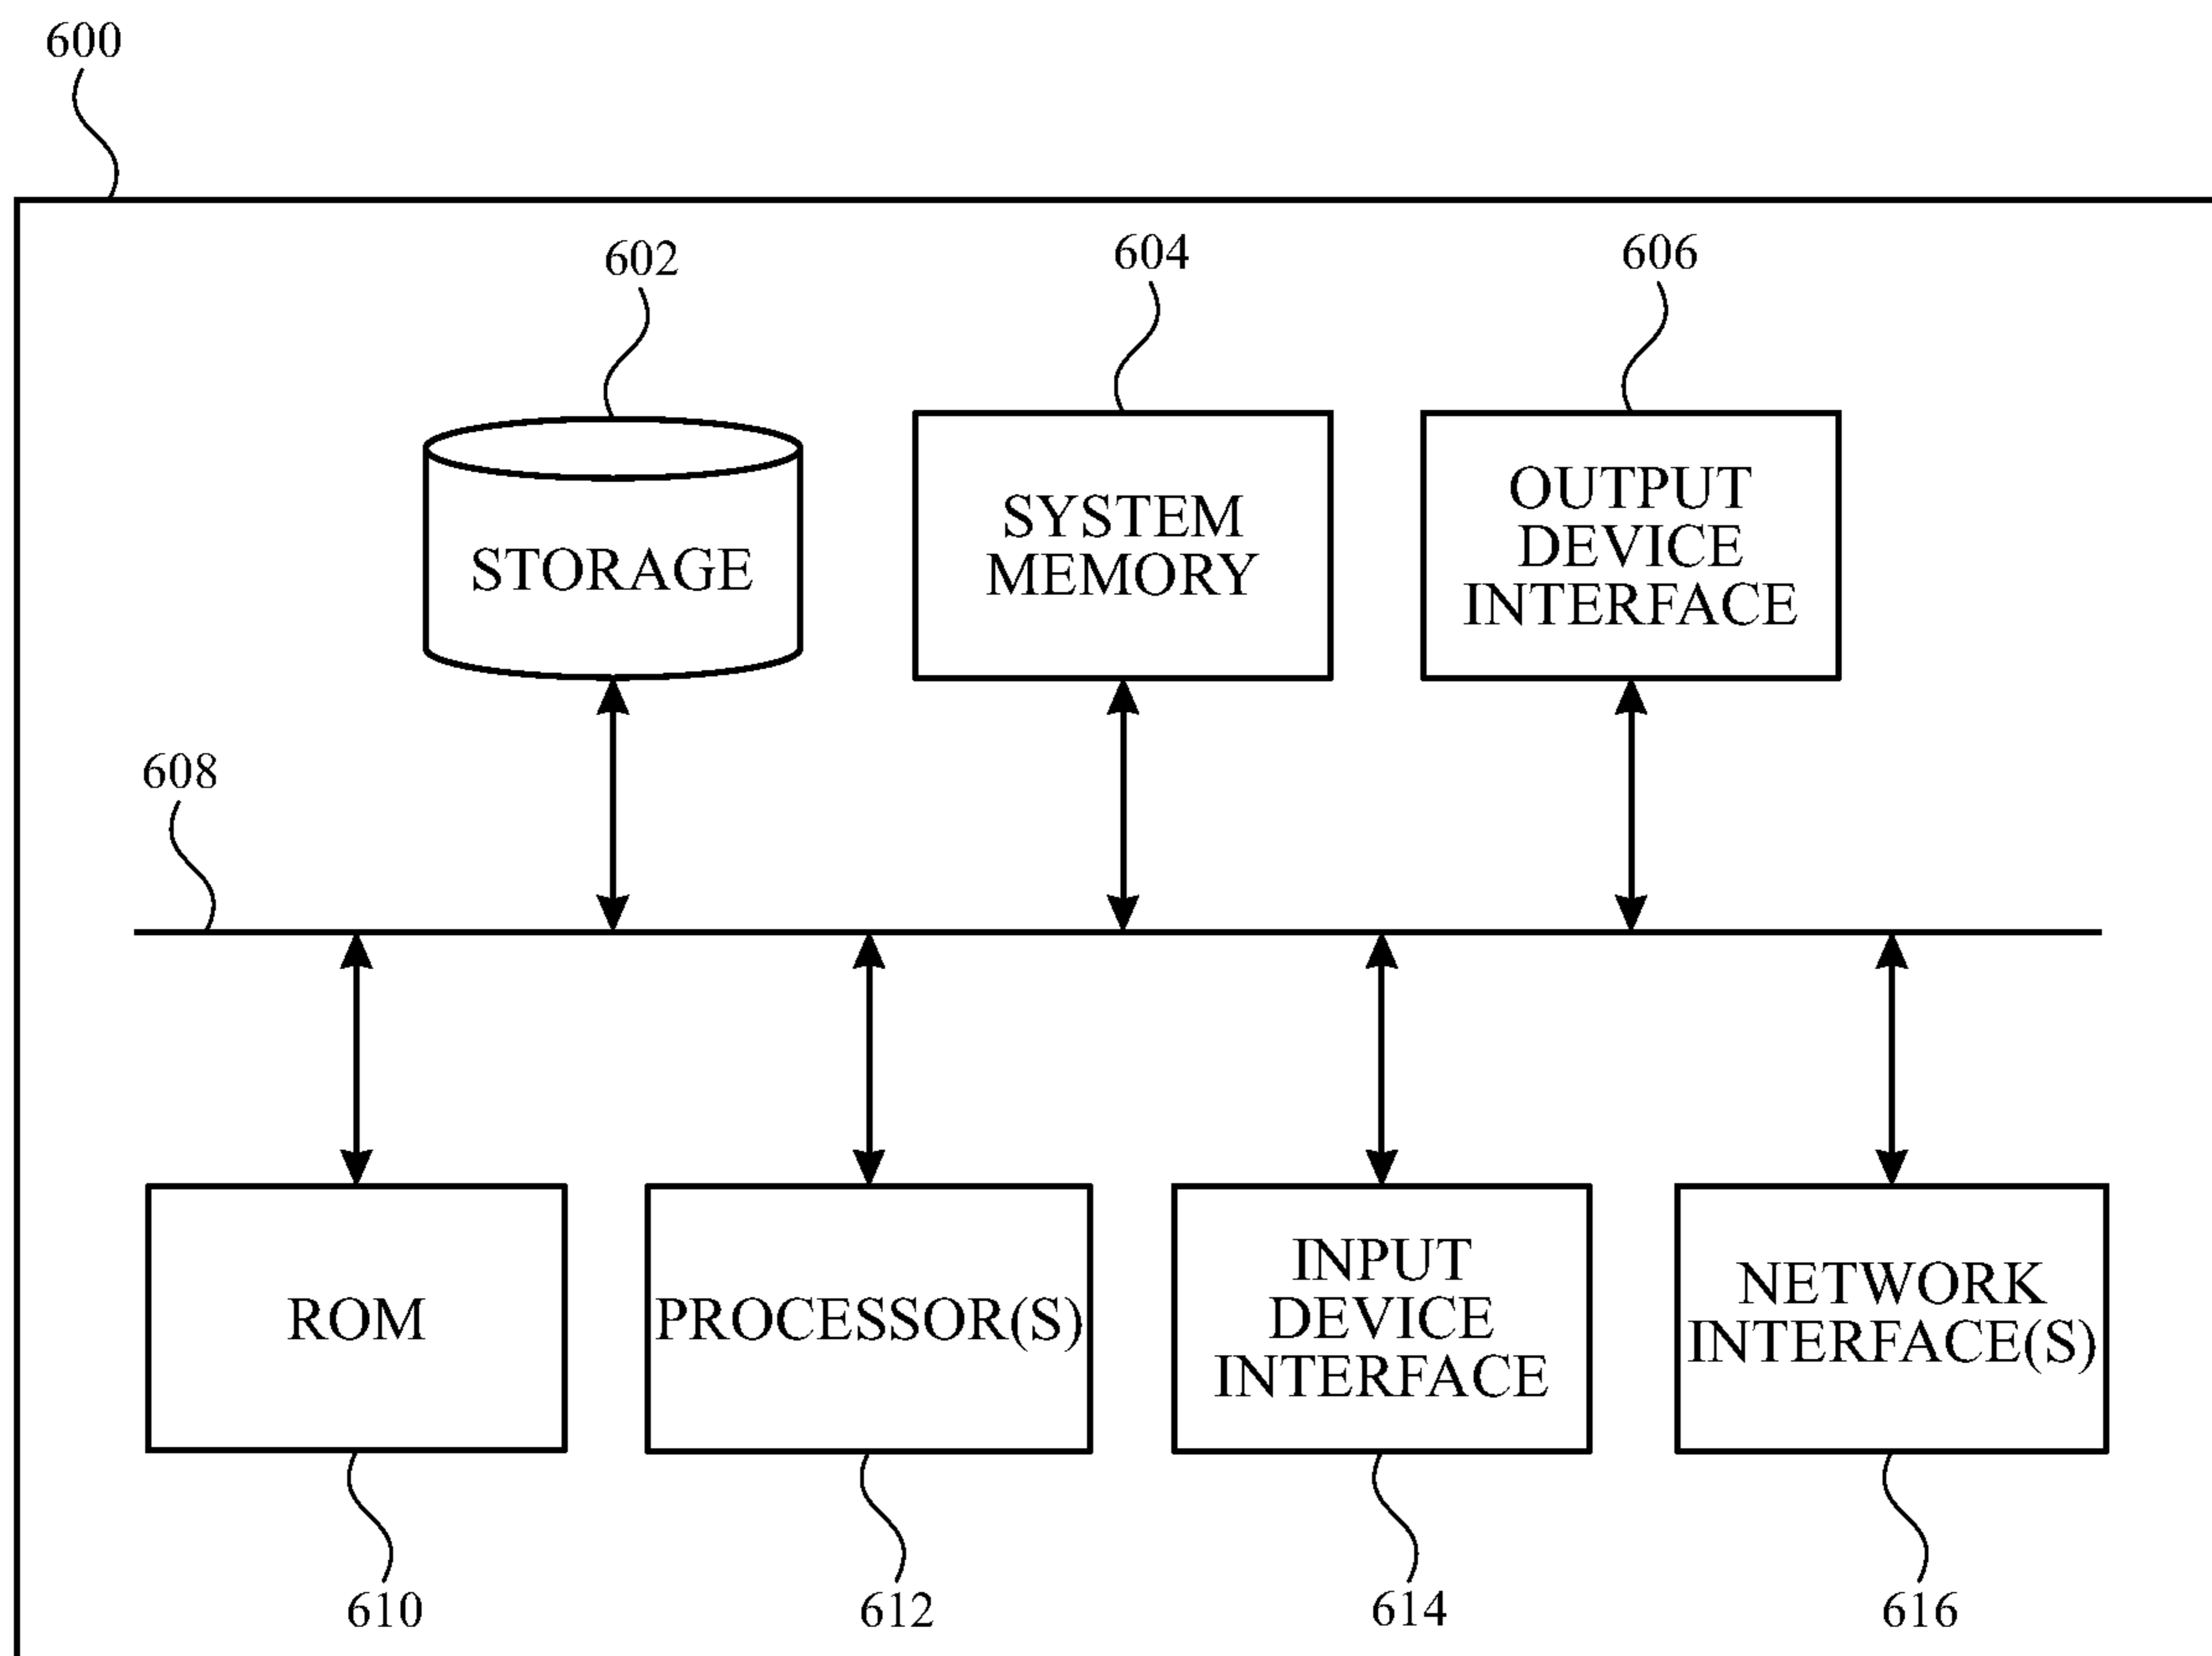 600
602
604
606
STORAGE
SYSTEM
MEMORY
OUTPUT
DEVICE
INTERFACE
608
ROM
PROCESSOR(S)
INPUT
DEVICE
INTERFACE
NETWORK
INTERFACE(S)
610
612
614
616